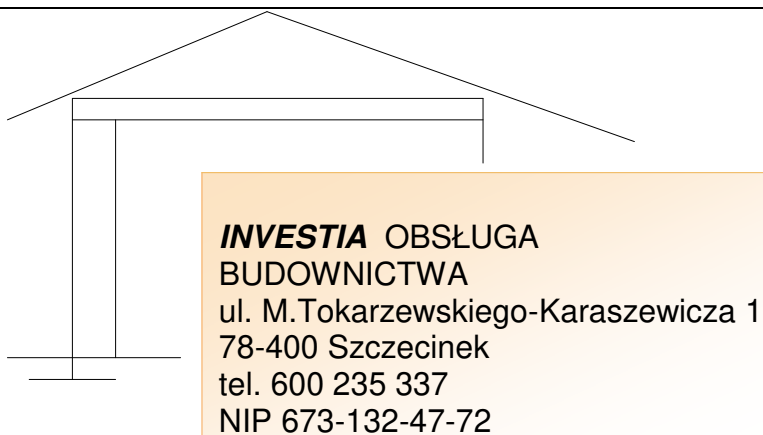 INVESTIA OBSŁUGA
BUDOWNICTWA
ul. M.Tokarzewskiego-Karaszewicza 1
78-400 Szczecinek
tel. 600 235 337
NIP 673-132-47-72